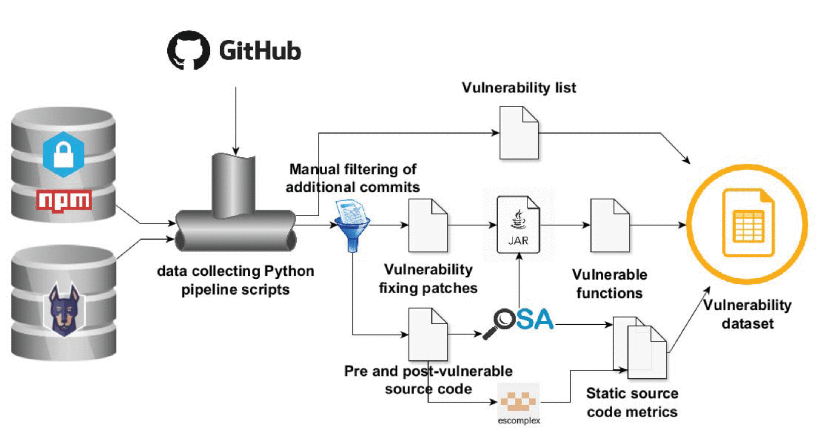 GitHub
Vulnerability list
npm
Manual filtering of
additional commits
JAR
data collecting Python
pipeline scripts
Vulnerability
fixing patches
Vulnerable
functions
Vulnerability
dataset
OSA
Pre and post-vulnerable
source code
escomplex
Static source
code metrics